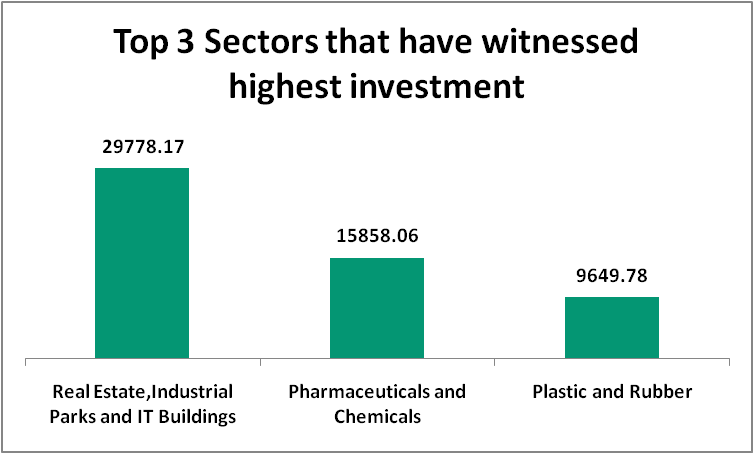 Top 3 Sectors that have witnessed
highest investment
29778.17
15858.06
9649.78
Real Estate,Industrial
Parks and IT Buildings
Pharmaceuticals and
Chemicals
Plastic and Rubber